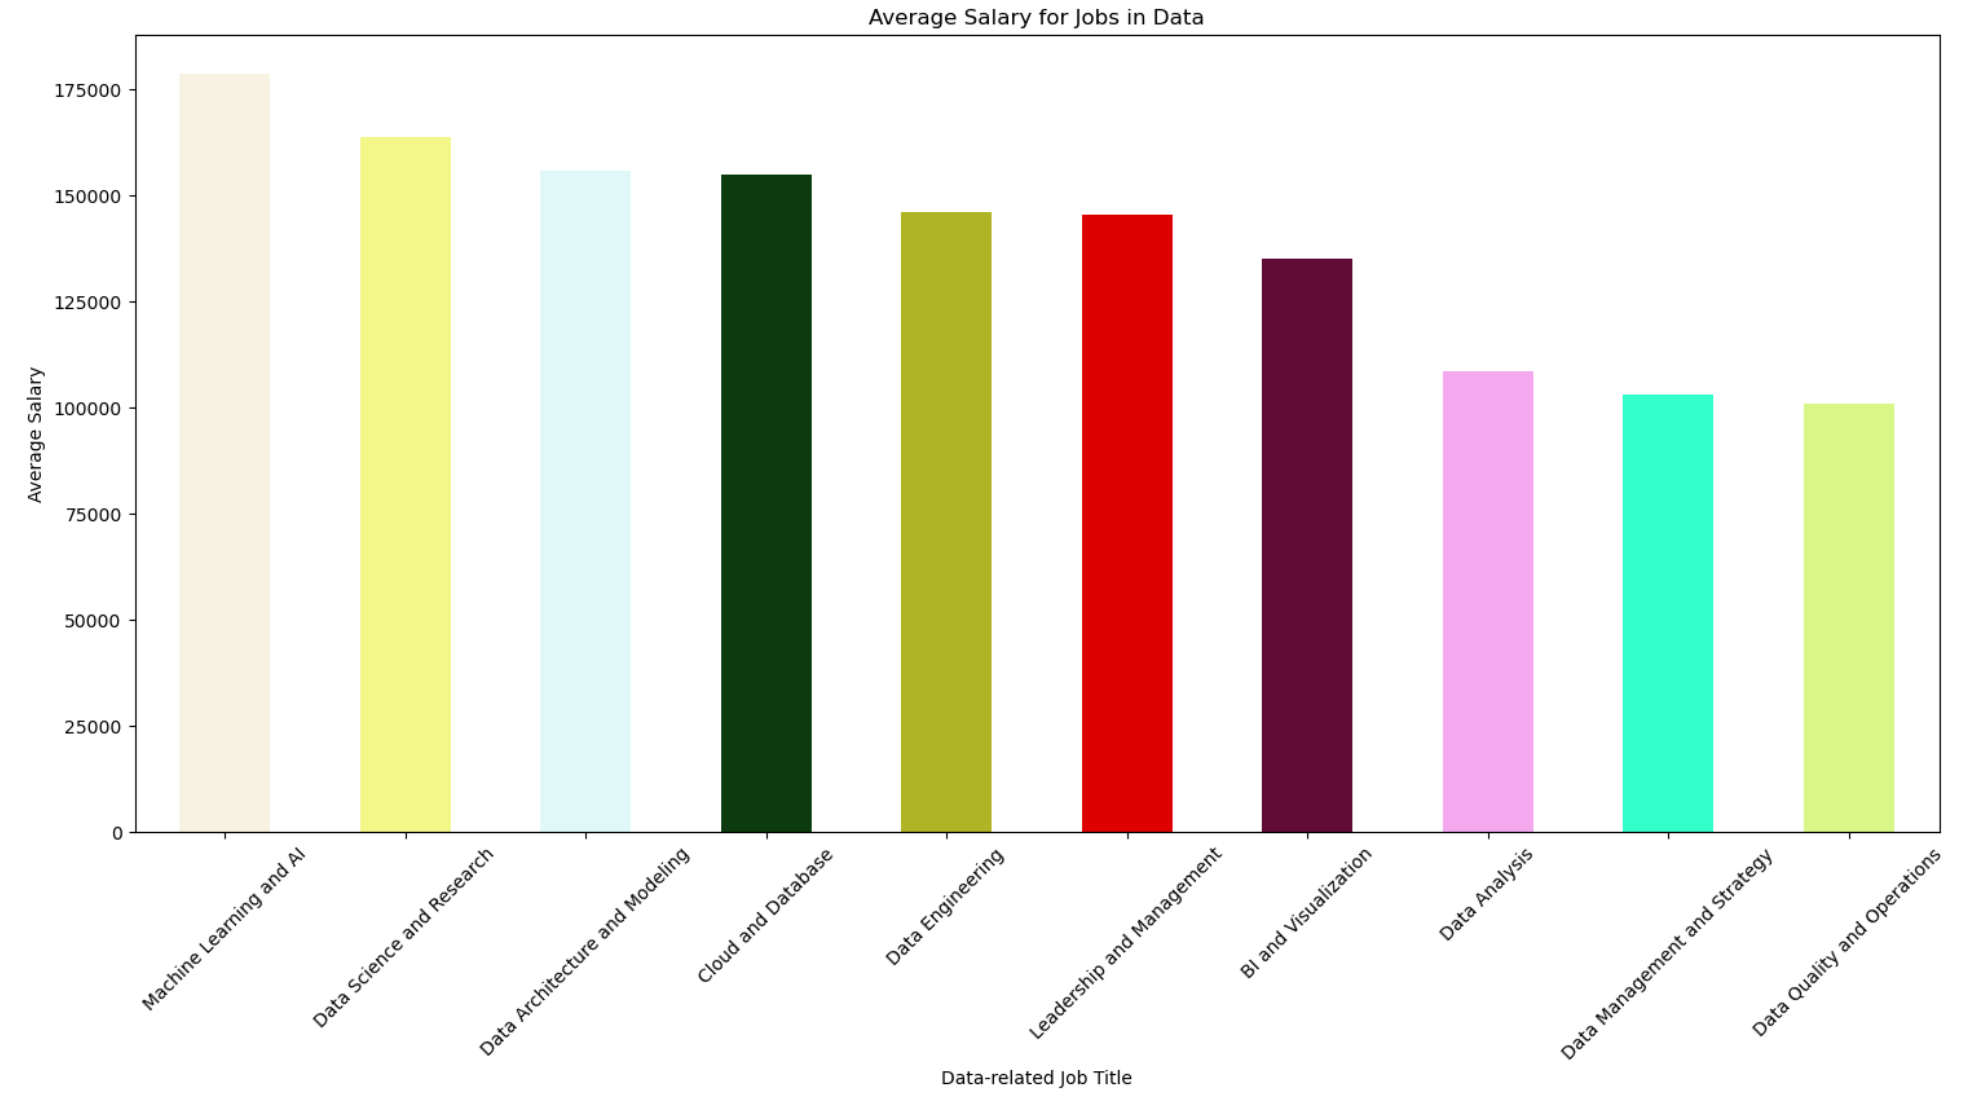 Average Salary for Jobs in Data
175000
150000
125000
100000
75000
50000
25000
0
Average Salary
Machine Learning and AI
Data Science and Research
Data Architecture and Modeling
Cloud and Database
Data Engineering
Leadership and Management
BI and Visualization
Data Analysis
Data Management and Strategy
Data Quality and Operations
Data-related Job Title